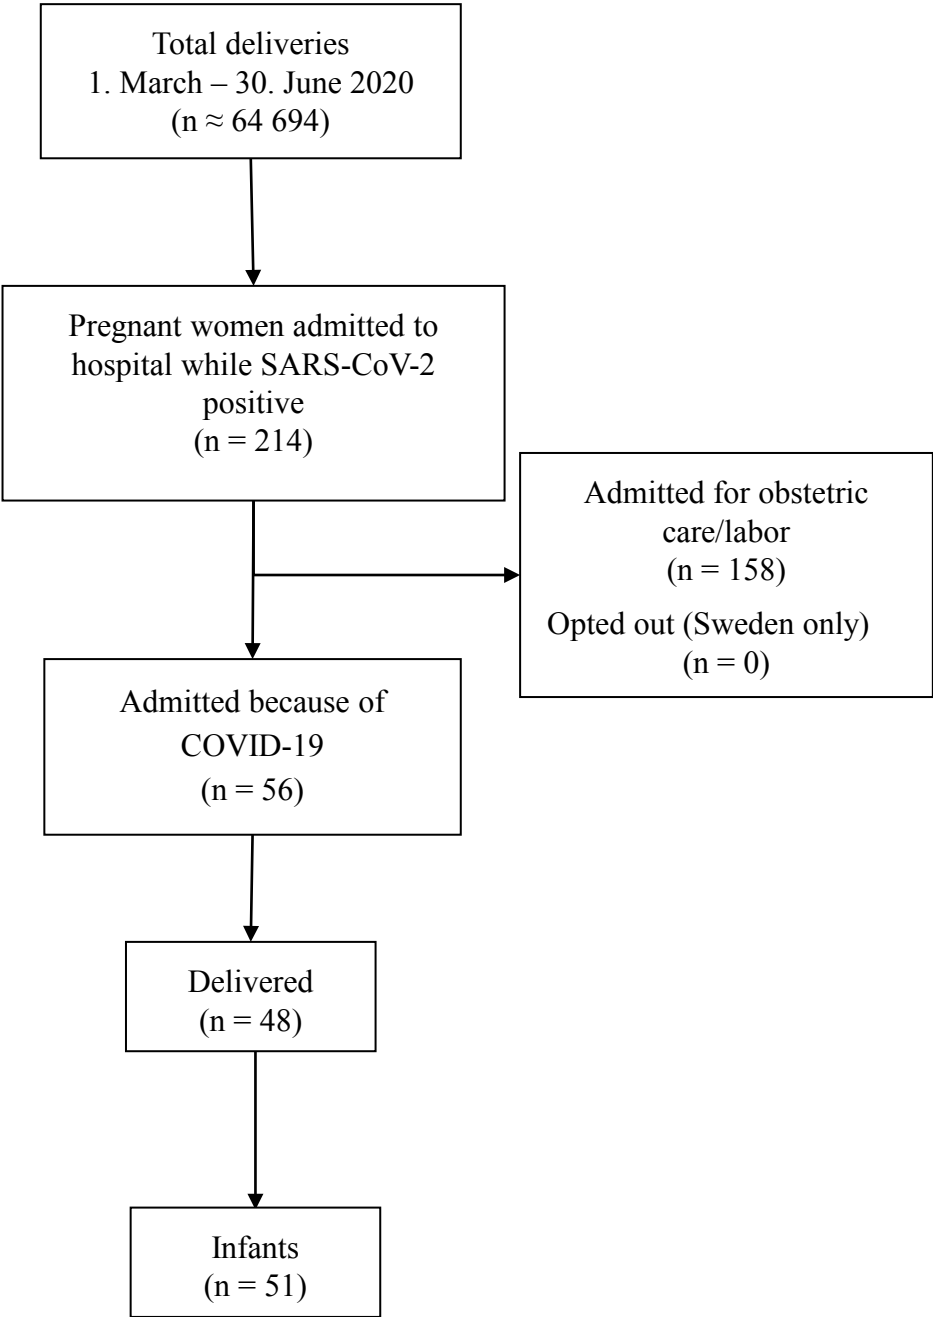 Total deliveries
1. March – 30. June 2020
(n ≈ 64 694)
Pregnant women admitted to
hospital while SARS-CoV-2
positive
(n = 214)
Admitted for obstetric
care/labor
(n = 158)
Opted out (Sweden only)
(n = 0)
Admitted because of
COVID-19
(n = 56)
Delivered
(n = 48)
Infants
(n = 51)